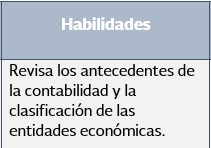 Habilidades
Revisa los antecedentes de
la contabilidad y la
clasificación de las
entidades económicas.